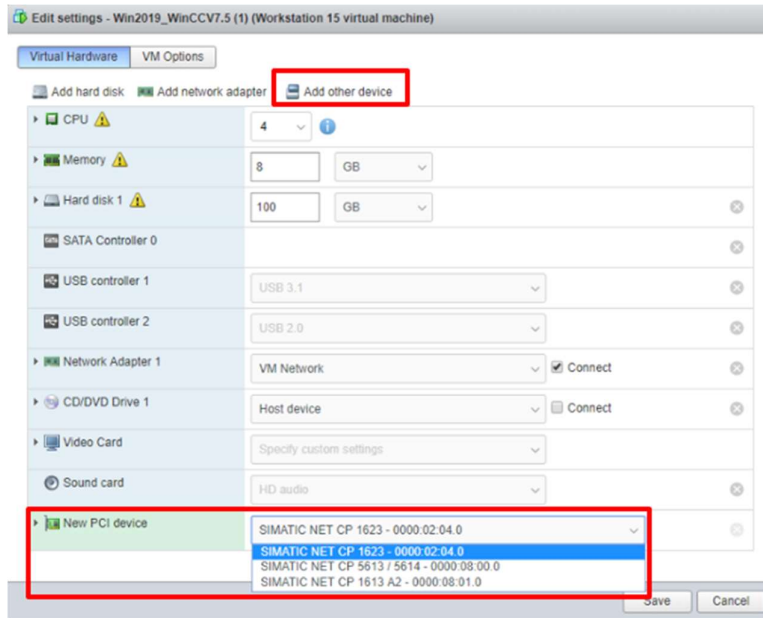 Edit settings - Win2019_WinCCV7.5 (1) (Workstation 15 virtual machine)
Virtual Hardware VM Options
Add hard disk Add network adapter Add other device
CPU 4
Memory 8 GB
Hard disk 1 100 GB
SATA Controller 0
USB controller 1 USB 3.1
USB controller 2 USB 2.0
Network Adapter 1 VM Network Connect
CD/DVD Drive 1 Host device Connect
Video Card Specify custom settings
Sound card HD audio
New PCI device SIMATIC NET CP 1623 - 0000:02:04.0
SIMATIC NET CP 1623 - 0000:02:04.0
SIMATIC NET CP 5613 / 5614 - 0000:08:00.0
SIMATIC NET CP 1613 A2 - 0000:08:01.0
Save Cancel